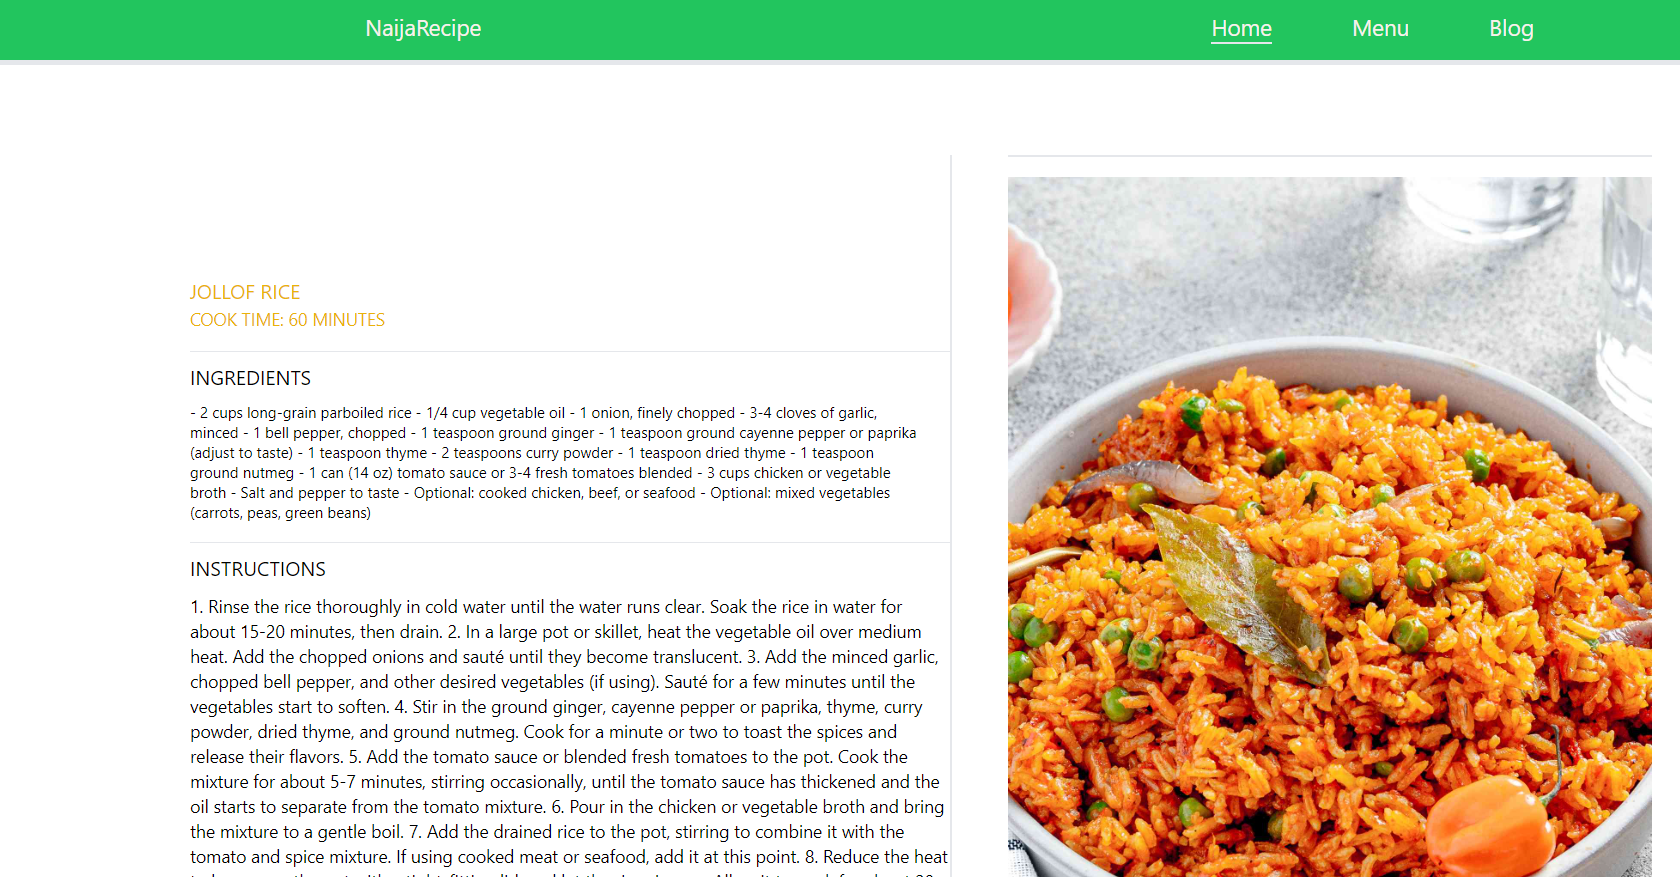 NaijaRecipe
Home
Menu
Blog
JOLLOF RICE
COOK TIME: 60 MINUTES
INGREDIENTS
- 2 cups long-grain parboiled rice - 1/4 cup vegetable oil - 1 onion, finely chopped - 3-4 cloves of garlic,
minced - 1 bell pepper, chopped - 1 teaspoon ground ginger - 1 teaspoon ground cayenne pepper or paprika
(adjust to taste) - 1 teaspoon thyme - 2 teaspoons curry powder - 1 teaspoon dried thyme - 1 teaspoon
ground nutmeg - 1 can (14 oz) tomato sauce or 3-4 fresh tomatoes blended - 3 cups chicken or vegetable
broth - Salt and pepper to taste - Optional: cooked chicken, beef, or seafood - Optional: mixed vegetables
(carrots, peas, green beans)
INSTRUCTIONS
1. Rinse the rice thoroughly in cold water until the water runs clear. Soak the rice in water for
about 15-20 minutes, then drain. 2. In a large pot or skillet, heat the vegetable oil over medium
heat. Add the chopped onions and sauté until they become translucent. 3. Add the minced garlic,
chopped bell pepper, and other desired vegetables (if using). Sauté for a few minutes until the
vegetables start to soften. 4. Stir in the ground ginger, cayenne pepper or paprika, thyme, curry
powder, dried thyme, and ground nutmeg. Cook for a minute or two to toast the spices and
release their flavors. 5. Add the tomato sauce or blended fresh tomatoes to the pot. Cook the
mixture for about 5-7 minutes, stirring occasionally, until the tomato sauce has thickened and the
oil starts to separate from the tomato mixture. 6. Pour in the chicken or vegetable broth and bring
the mixture to a gentle boil. 7. Add the drained rice to the pot, stirring to combine it with the
tomato and spice mixture. If using cooked meat or seafood, add it at this point. 8. Reduce the heat